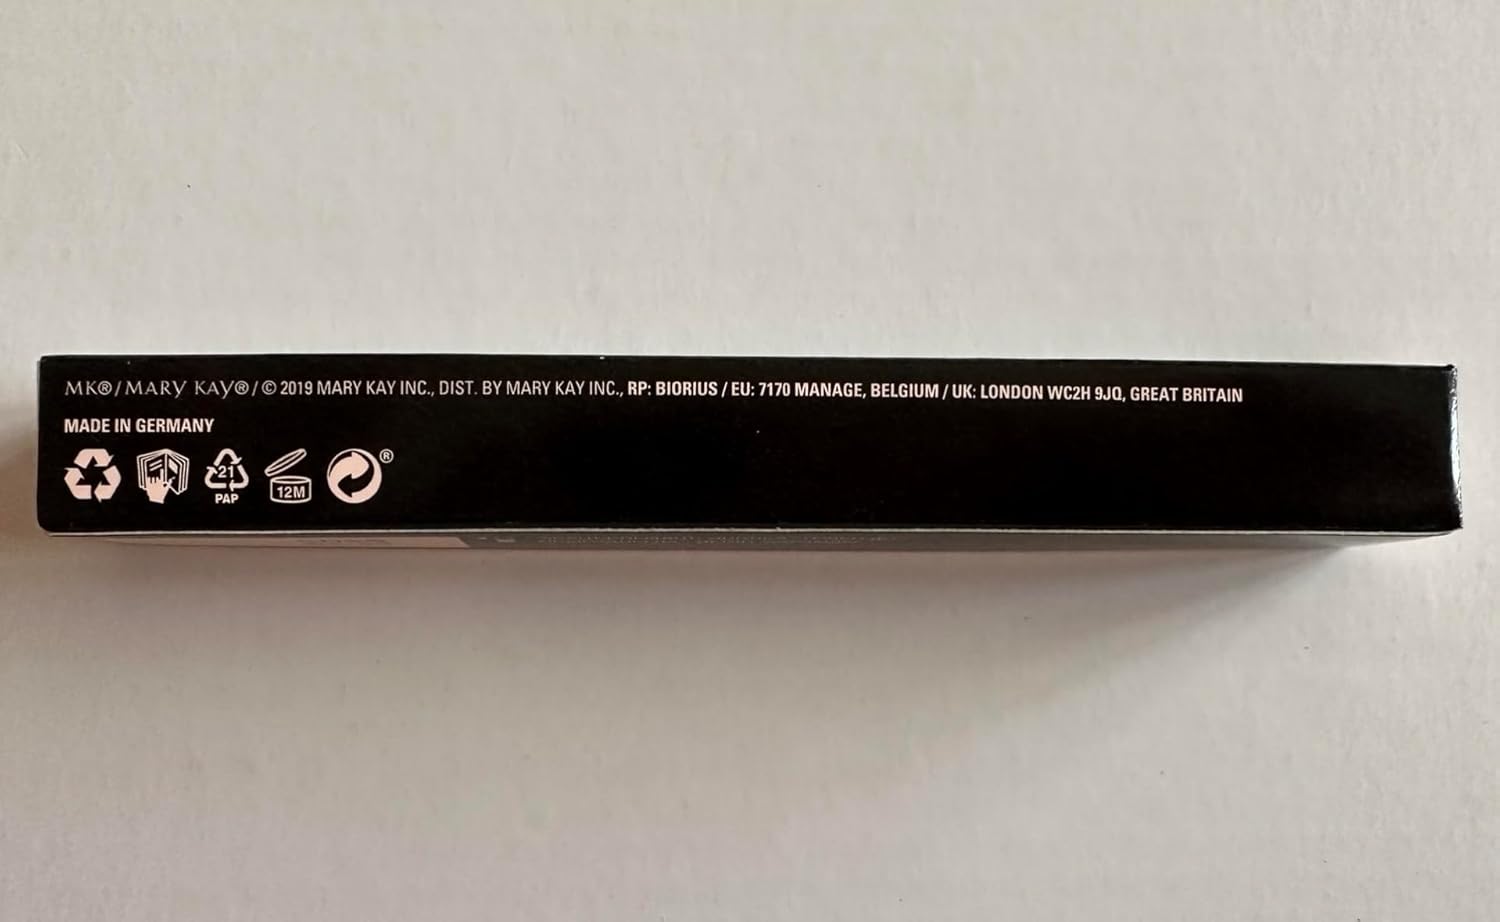 MK®/MARY KAY®/© 2019 MARY KAY INC., DIST. BY MARY KAY INC., RP: BIORIUS / EU: 7170 MANAGE, BELGIUM / UK: LONDON WC2H 9JQ, GREAT BRITAIN
MADE IN GERMANY
21
PAP
12M
®